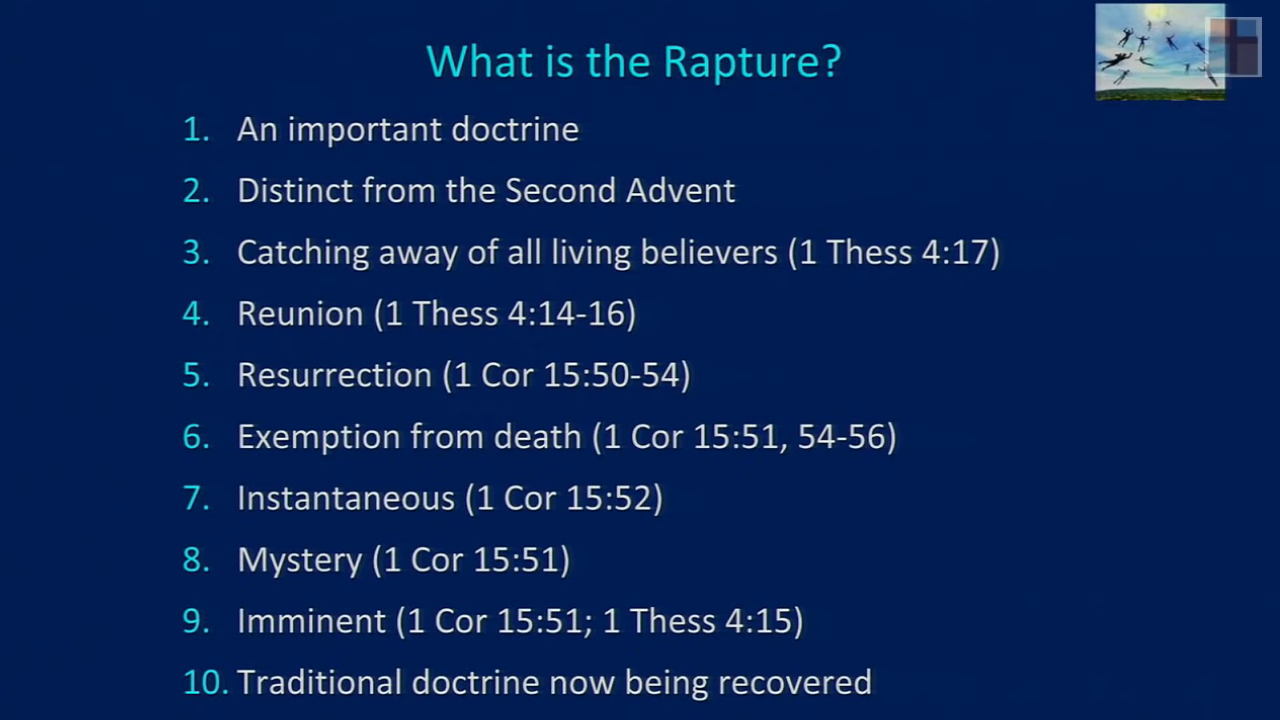 What is the Rapture?
1. An important doctrine
2. Distinct from the Second Advent
3. Catching away of all living believers (1 Thess 4:17)
4. Reunion (1 Thess 4:14-16)
5. Resurrection (1 Cor 15:50-54)
6. Exemption from death (1 Cor 15:51, 54-56)
7. Instantaneous (1 Cor 15:52)
8. Mystery (1 Cor 15:51)
9. Imminent (1 Cor 15:51; 1 Thess 4:15)
10. Traditional doctrine now being recovered